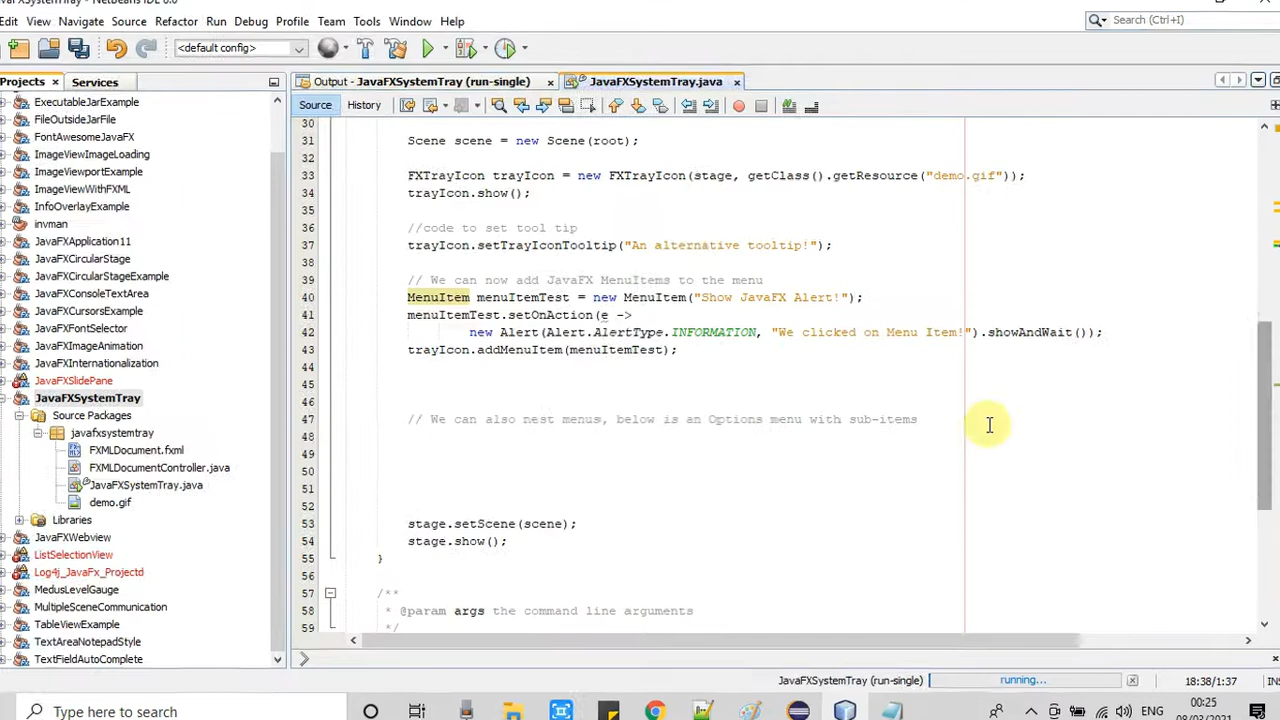 JavaFXSystemTray - NetBeans IDE 8.0
Edit View Navigate Source Refactor Run Debug Profile Team Tools Window Help
Search (Ctrl+I)
<default config>
Projects Services
Output - JavaFXSystemTray (run-single) JavaFXSystemTray.java
Source History
ExecutableJarExample
FileOutsideJarFile
FontAwesomeJavaFX
ImageViewImageLoading
ImageViewportExample
ImageViewWithFXML
InfoOverlayExample
invman
JavaFXApplication11
JavaFXCircularStage
JavaFXCircularStageExample
JavaFXConsoleTextArea
JavaFXCursorsExample
JavaFXFontSelector
JavaFXImageAnimation
JavaFXInternationalization
JavaFXSlidePane
JavaFXSystemTray
Source Packages
javafxsystemtray
FXMLDocument.fxml
FXMLDocumentController.java
JavaFXSystemTray.java
demo.gif
Libraries
JavaFXWebview
ListSelectionView
Log4j_JavaFx_Projectd
MedusLevelGauge
MultipleSceneCommunication
TableViewExample
TextAreaNotepadStyle
TextFieldAutoComplete
30
31 Scene scene = new Scene(root);
32
33 FXTrayIcon trayIcon = new FXTrayIcon(stage, getClass().getResource("demo.gif"));
34 trayIcon.show();
35
36 //code to set tool tip
37 trayIcon.setTrayIconTooltip("An alternative tooltip!");
38
39 // We can now add JavaFX MenuItems to the menu
40 MenuItem menuItemTest = new MenuItem("Show JavaFX Alert!");
41 menuItemTest.setOnAction(e ->
42 new Alert(Alert.AlertType.INFORMATION, "We clicked on Menu Item!").showAndWait());
43 trayIcon.addMenuItem(menuItemTest);
44
45
46
47 // We can also nest menus, below is an Options menu with sub-items
48
49
50
51
52
53 stage.setScene(scene);
54 stage.show();
55 }
56
57 /**
58 * @param args the command line arguments
59 */
JavaFXSystemTray (run-single) running... 18:38/1:37
Type here to search
ENG 00:25